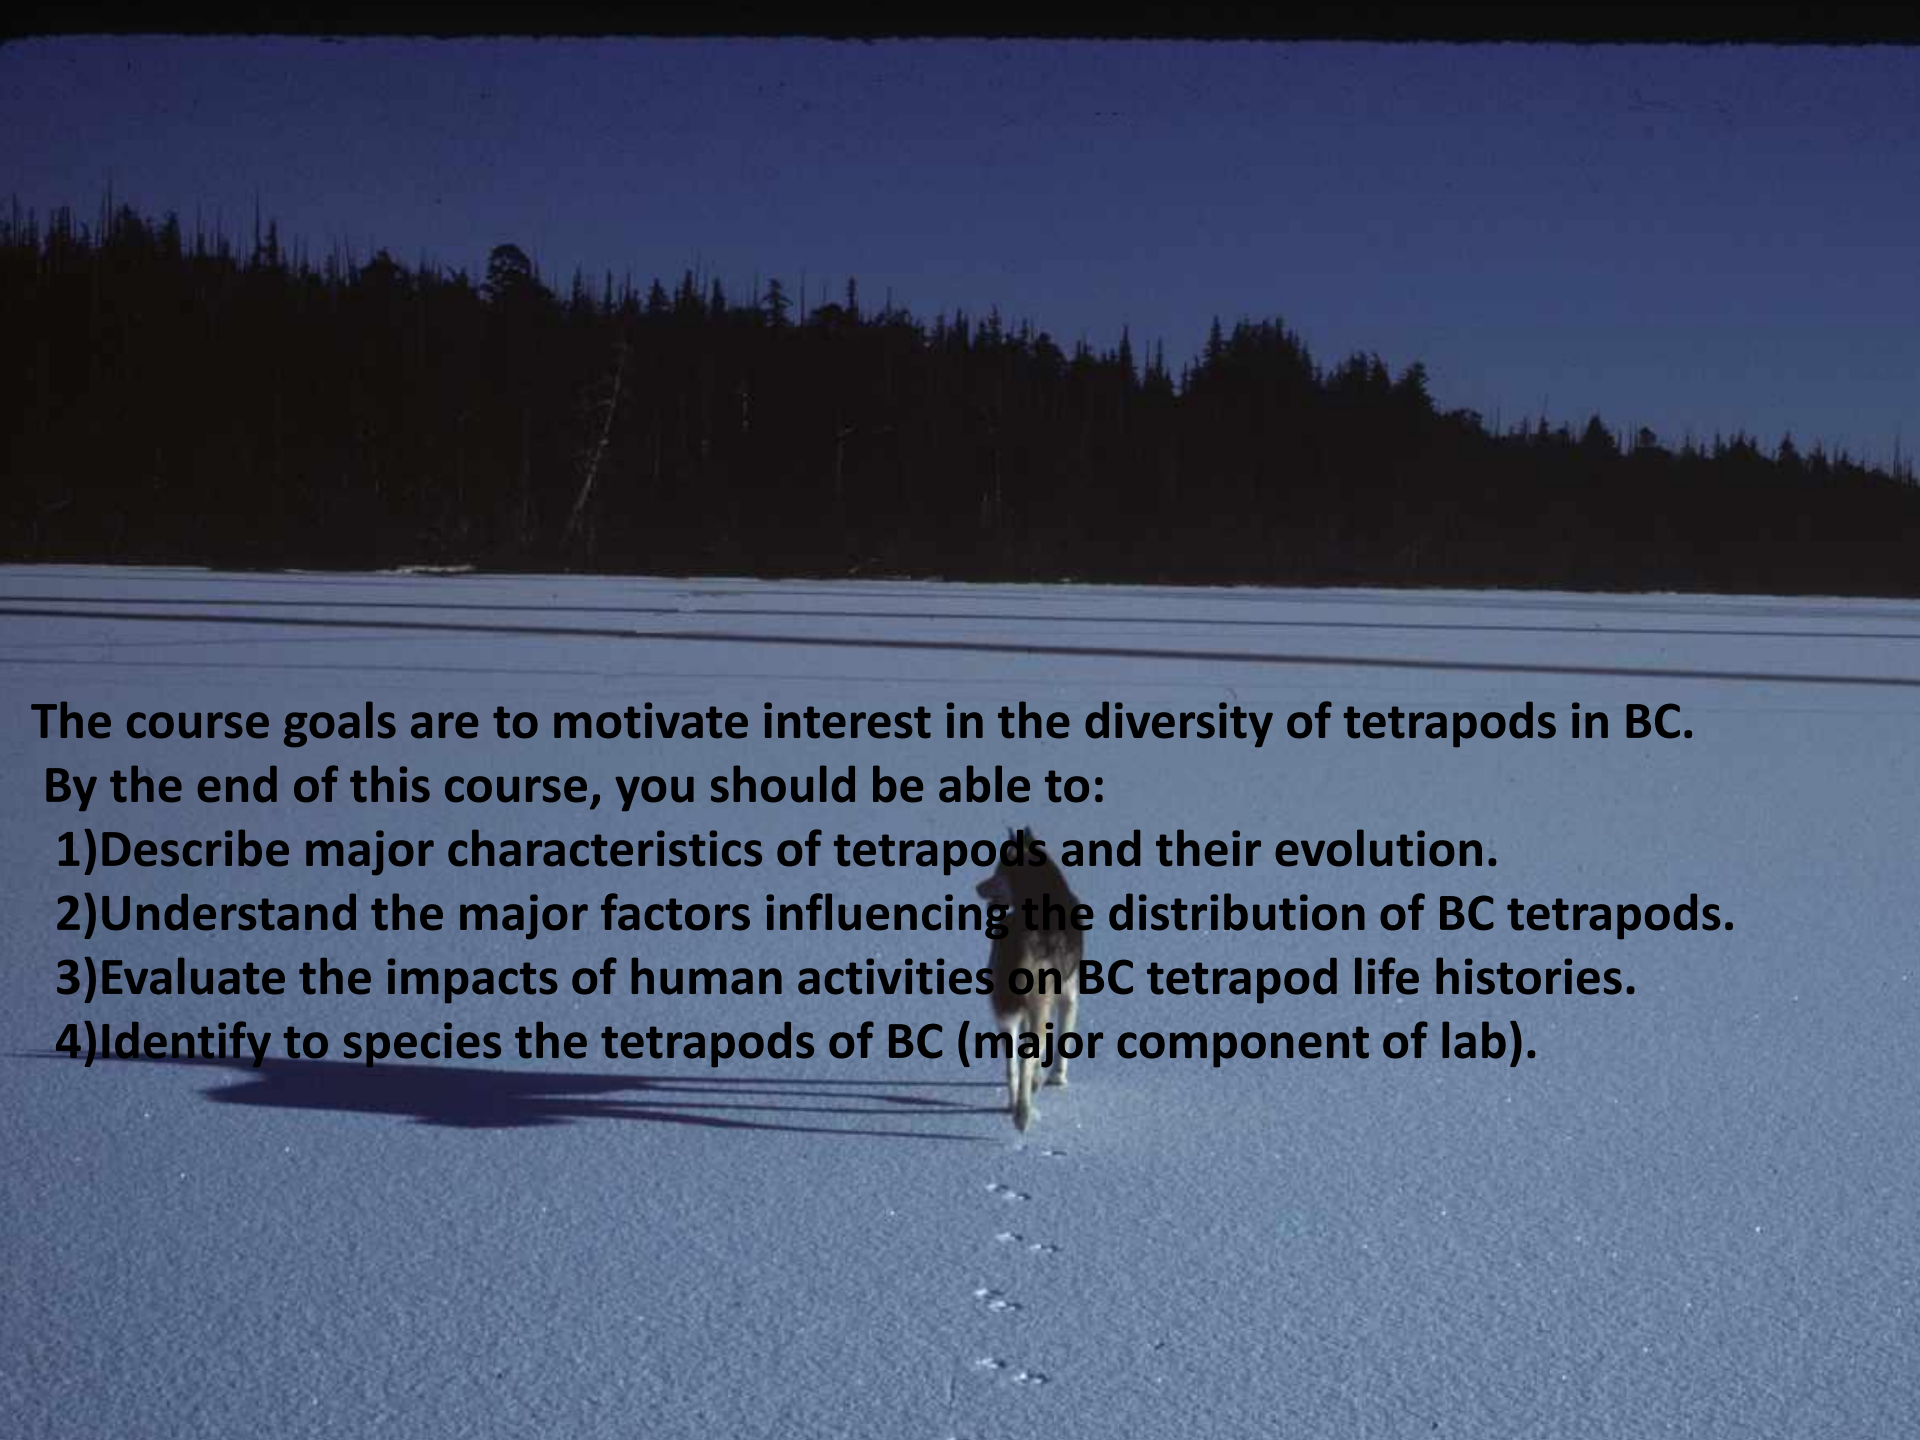 The course goals are to motivate interest in the diversity of tetrapods in BC.
By the end of this course, you should be able to:
1)Describe major characteristics of tetrapods and their evolution.
2)Understand the major factors influencing the distribution of BC tetrapods.
3)Evaluate the impacts of human activities on BC tetrapod life histories.
4)Identify to species the tetrapods of BC (major component of lab).